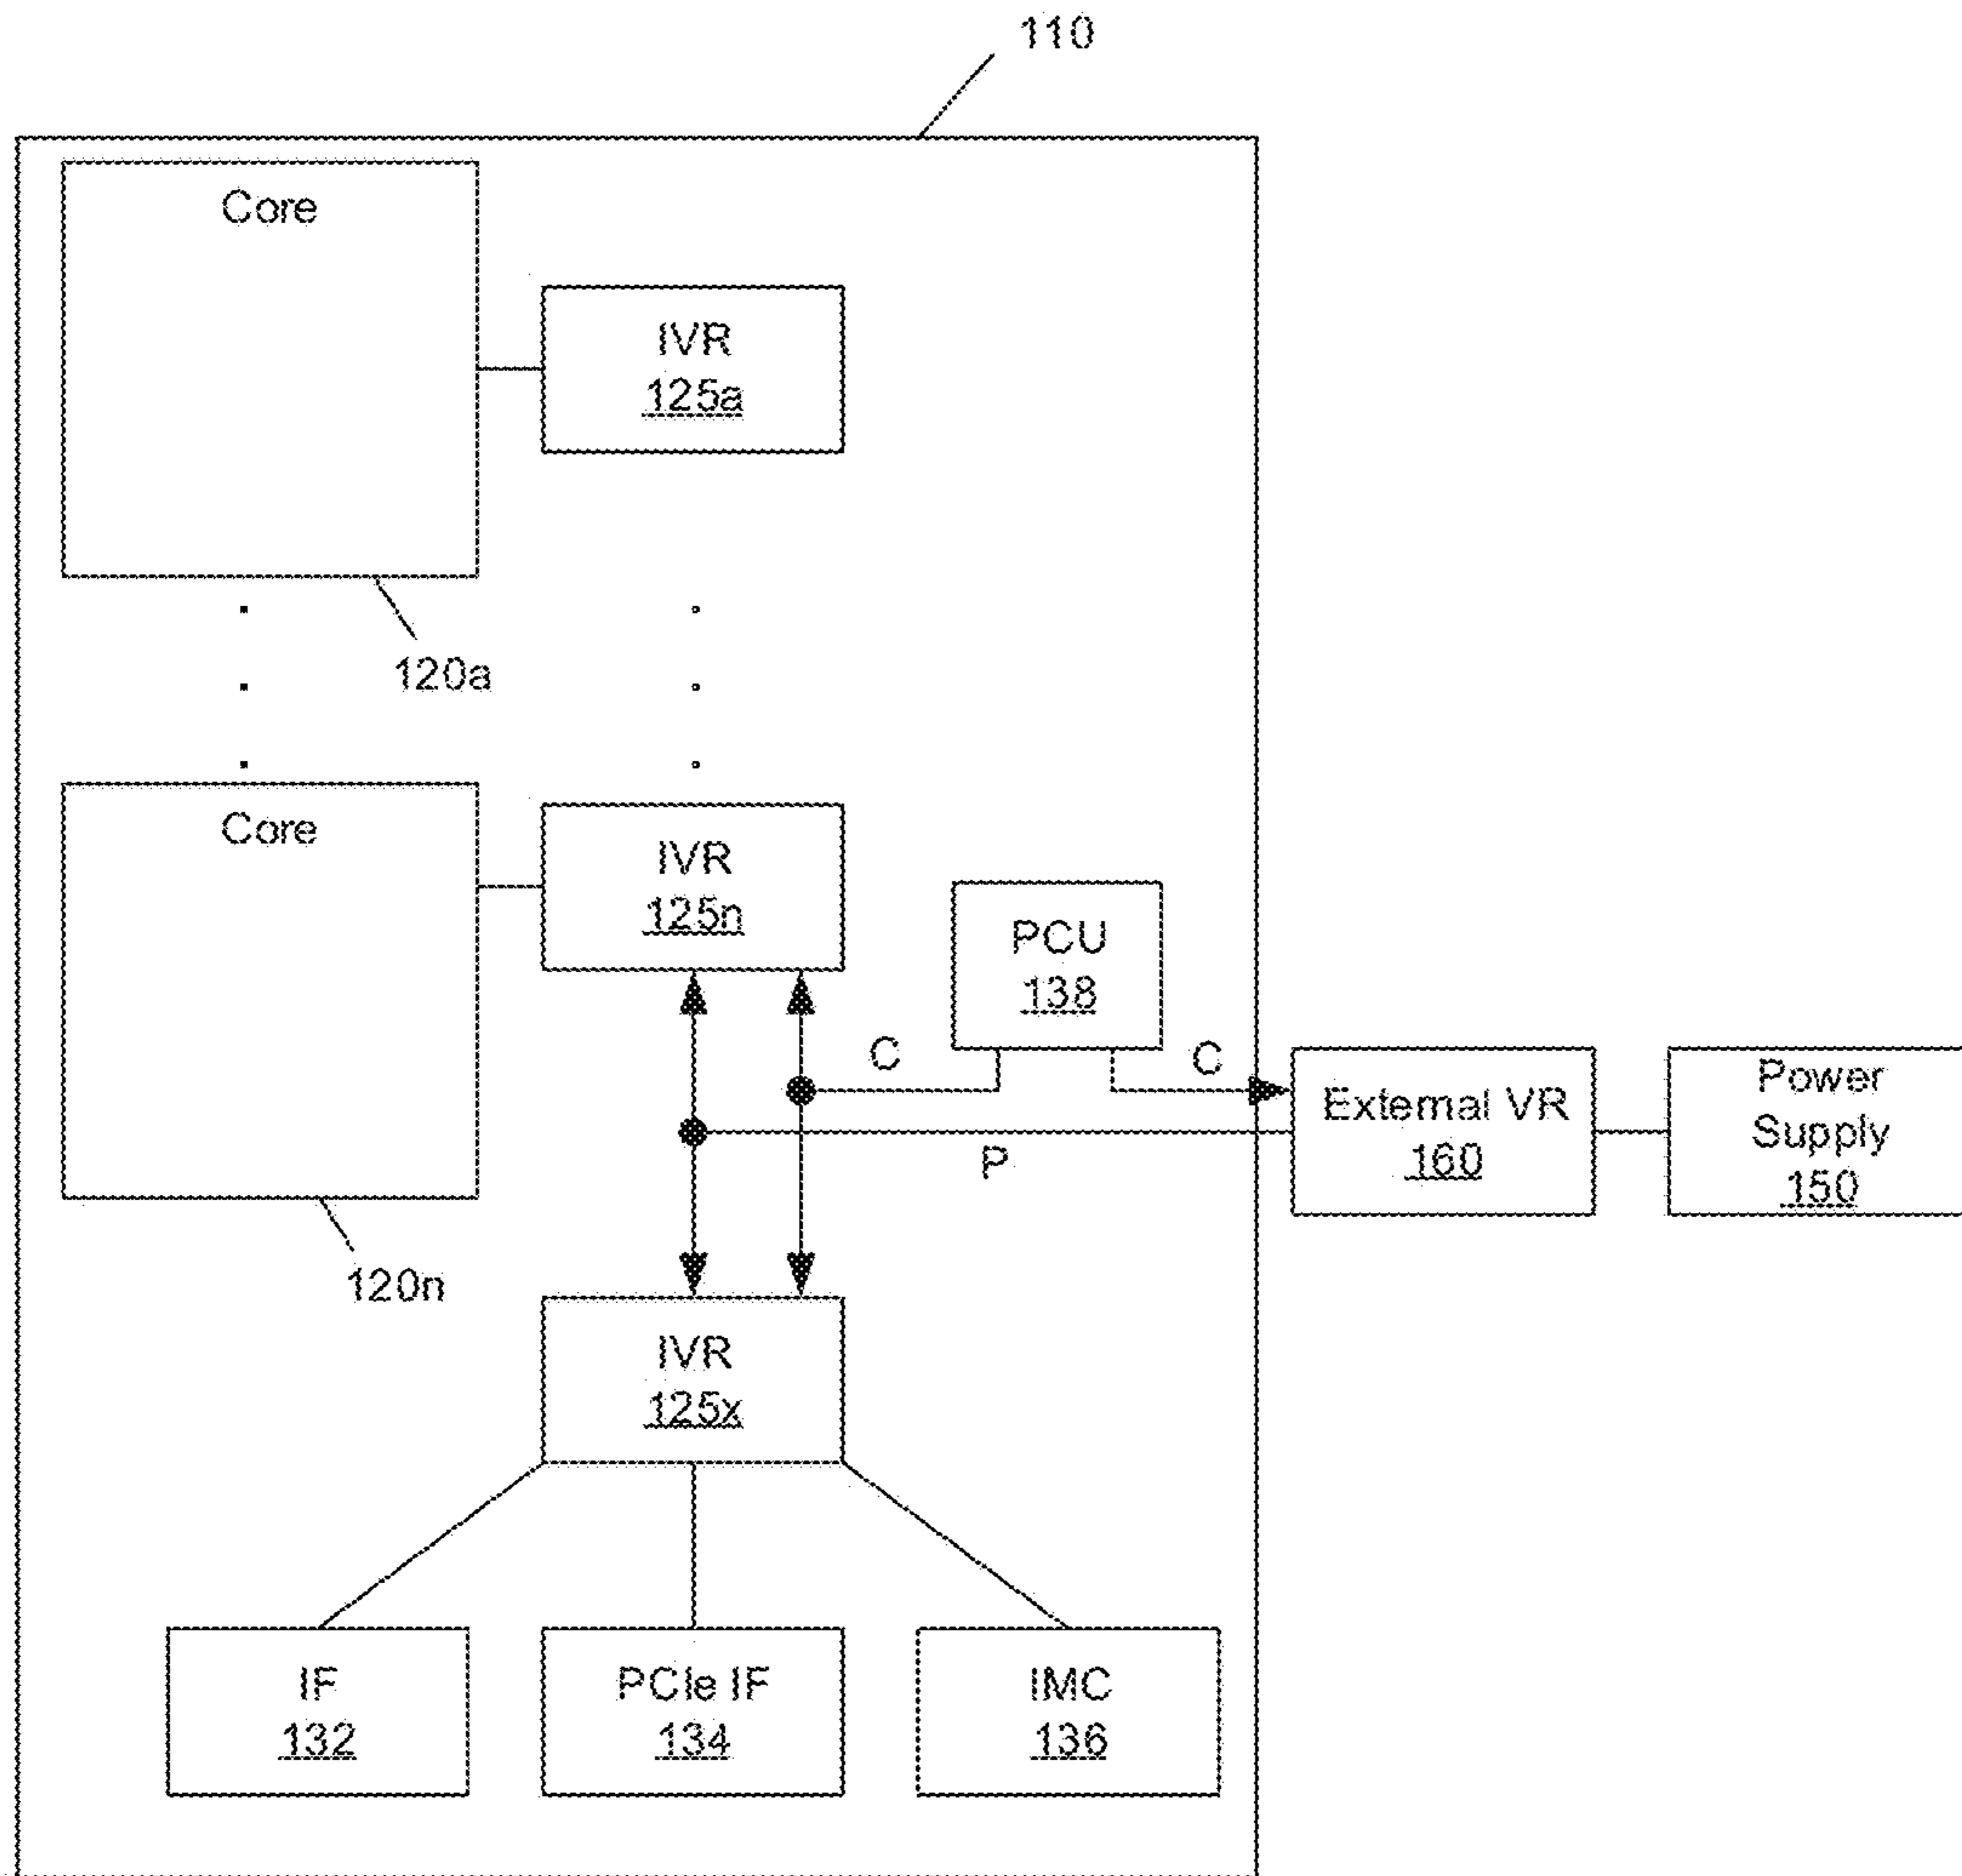 110
Core
IVR
125a
120a
Core
IVR
125n
PCU
138
C
C
External VR
160
Power
Supply
150
P
120n
IVR
125x
IF
132
PCIe IF
134
IMC
136